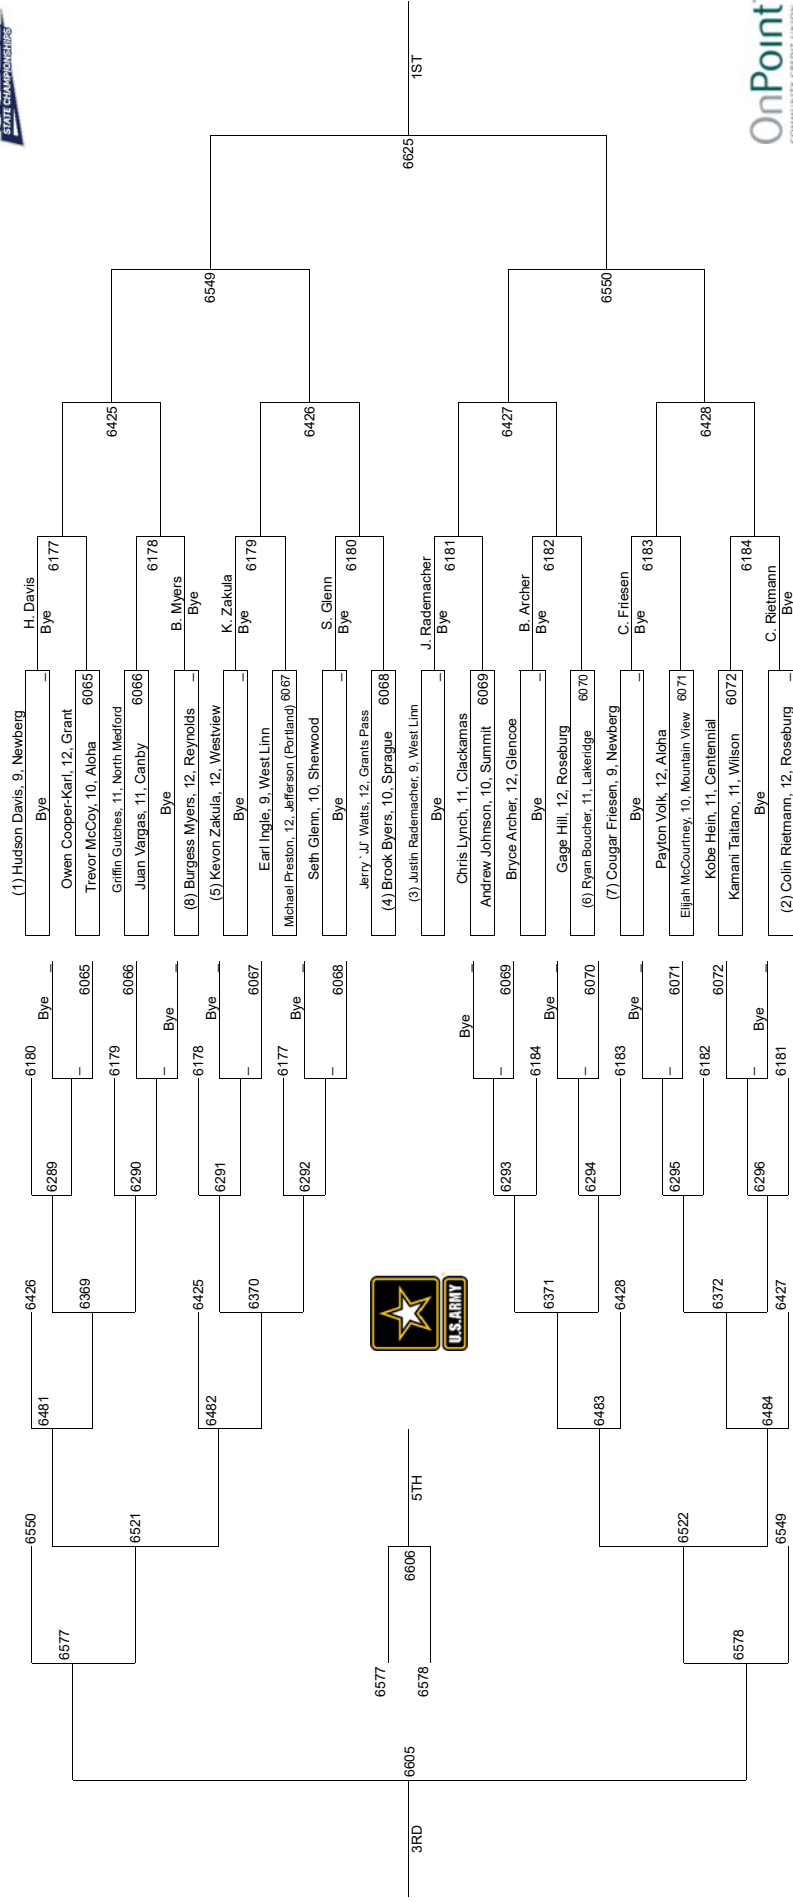 STATE CHAMPIONSHIPS
OnPoint
COMMUNITY CREDIT UNION
(1) Hudson Davis, 9, Newberg
Bye
–
Owen Cooper-Karl, 12, Grant
Trevor McCoy, 10, Aloha
6065
Griffin Gutches, 11, North Medford
Juan Vargas, 11, Canby
6066
Bye
(8) Burgess Myers, 12, Reynolds
–
(5) Kevon Zakula, 12, Westview
Bye
–
Earl Ingle, 9, West Linn
Michael Preston, 12, Jefferson (Portland)
6067
Seth Glenn, 10, Sherwood
Bye
–
Jerry `JJ` Watts, 12, Grants Pass
(4) Brook Byers, 10, Sprague
6068
(3) Justin Rademacher, 9, West Linn
Bye
–
Chris Lynch, 11, Clackamas
Andrew Johnson, 10, Summit
6069
Bryce Archer, 12, Glencoe
Bye
–
Gage Hill, 12, Roseburg
(6) Ryan Boucher, 11, Lakeridge
6070
(7) Cougar Friesen, 9, Newberg
Bye
–
Payton Volk, 12, Aloha
Elijah McCourtney, 10, Mountain View
6071
Kobe Hein, 11, Centennial
Kamani Taitano, 11, Wilson
6072
Bye
(2) Colin Rietmann, 12, Roseburg
–
H. Davis
Bye
6177
6178
B. Myers
Bye
K. Zakula
Bye
6179
S. Glenn
Bye
6180
J. Rademacher
Bye
6181
B. Archer
Bye
6182
C. Friesen
Bye
6183
6184
C. Rietmann
Bye
6425
6426
6427
6428
6549
6550
6625
1ST
Bye
–
6065
6066
Bye
–
Bye
–
6067
Bye
–
6068
Bye
–
6069
Bye
–
6070
Bye
–
6071
6072
Bye
–
6180
–
6179
–
6178
–
6177
–
–
6184
–
6183
–
6182
–
6181
6289
6290
6291
6292
6293
6294
6295
6296
6426
6369
6425
6370
6371
6428
6372
6427
U.S.ARMY
6481
6482
6483
6484
6550
6521
6522
6549
5TH
6606
6577
6578
6577
6578
6605
3RD